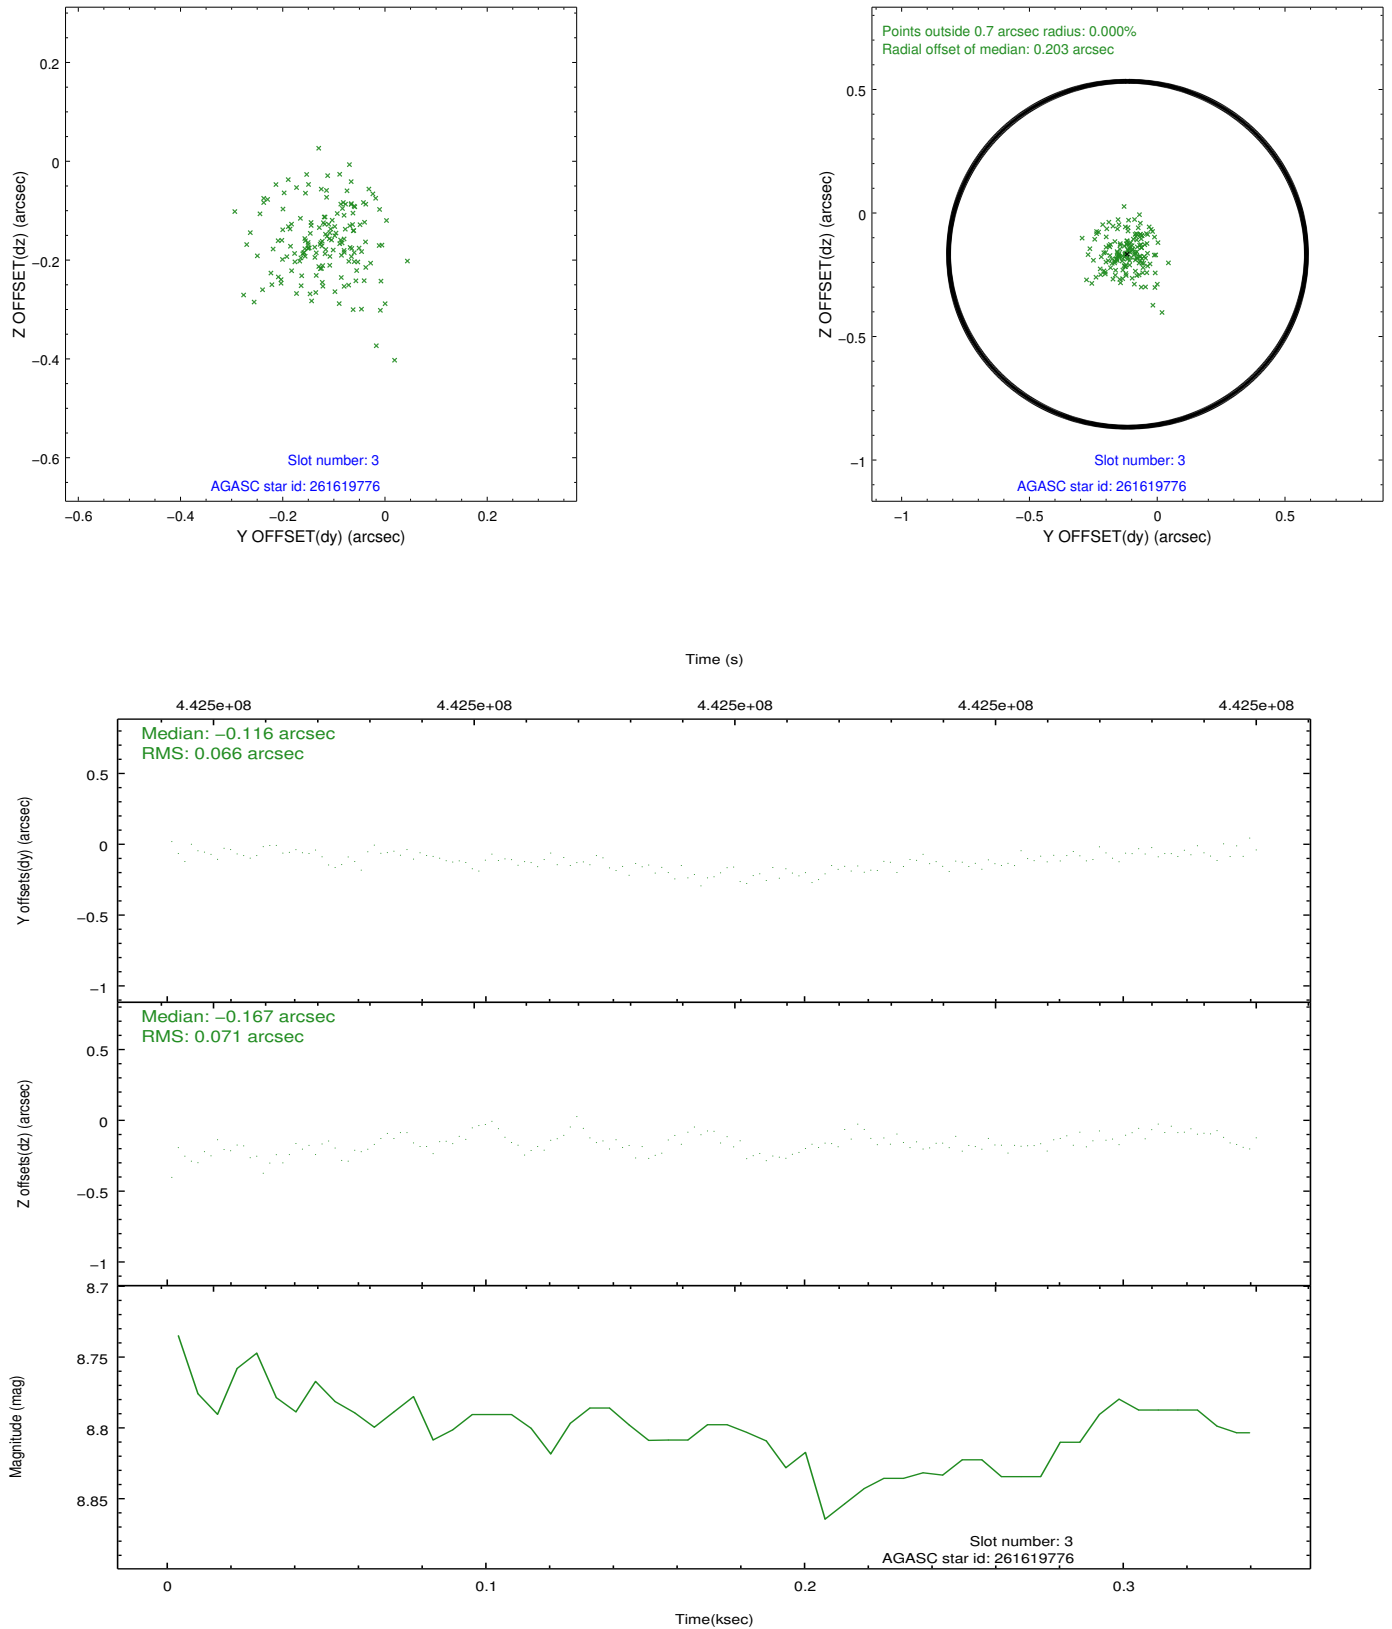 0.2
0
−0.2
−0.4
−0.6
Z OFFSET(dz) (arcsec)
Slot number: 3
AGASC star id: 261619776
−0.6 −0.4 −0.2 0 0.2
Y OFFSET(dy) (arcsec)
Points outside 0.7 arcsec radius: 0.000%
Radial offset of median: 0.203 arcsec
0.5
0
−0.5
−1
Z OFFSET(dz) (arcsec)
Slot number: 3
AGASC star id: 261619776
−1 −0.5 0 0.5
Y OFFSET(dy) (arcsec)
Time (s)
4.425e+08 4.425e+08 4.425e+08 4.425e+08 4.425e+08
Median: −0.116 arcsec
RMS: 0.066 arcsec
0.5
0
−0.5
−1
Y offsets(dy) (arcsec)
Median: −0.167 arcsec
RMS: 0.071 arcsec
0.5
0
−0.5
−1
Z offsets(dz) (arcsec)
8.7
8.75
8.8
8.85
Magnitude (mag)
Slot number: 3
AGASC star id: 261619776
0 0.1 0.2 0.3
Time(ksec)